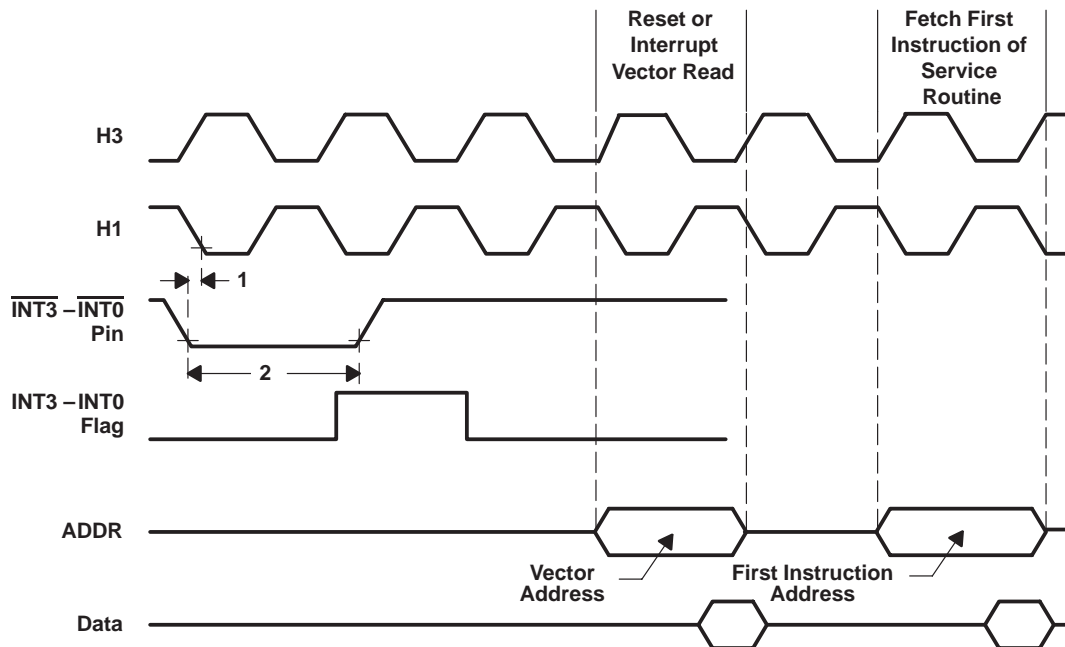 Reset or
Interrupt
Vector Read
Fetch First
Instruction of
Service
Routine
H3
H1
1
INT3 – INT0
Pin
2
INT3 – INT0
Flag
ADDR
Vector
Address
First Instruction
Address
Data